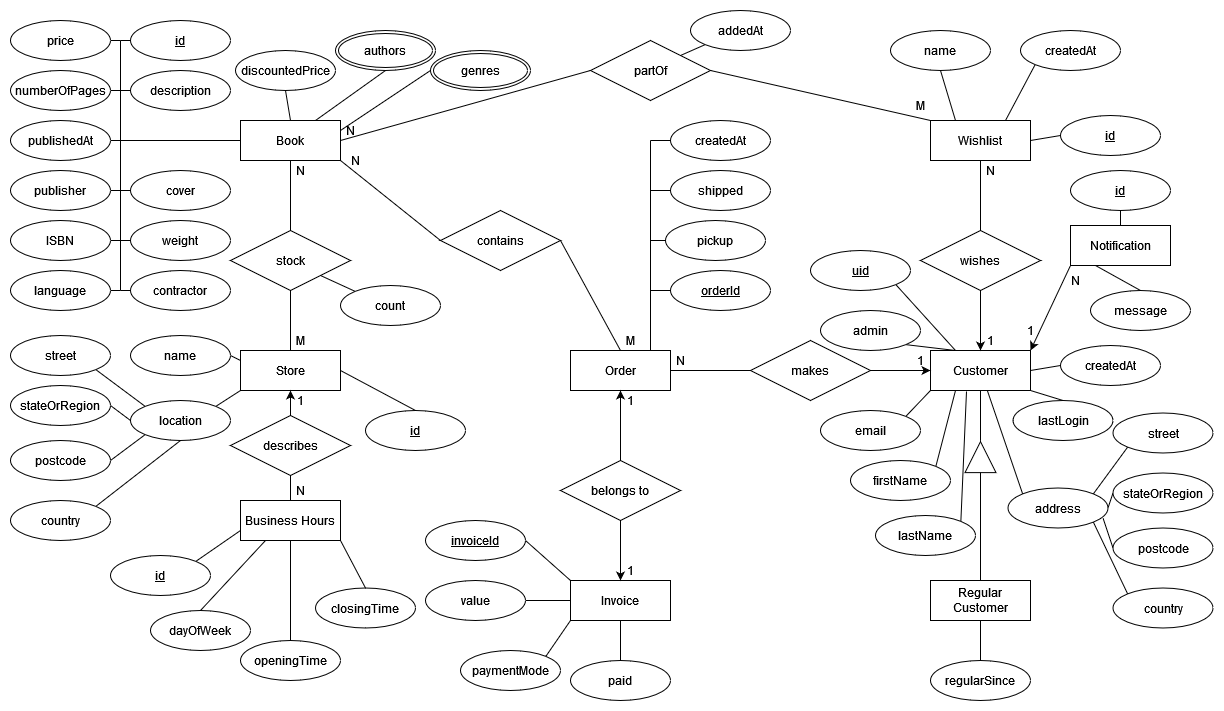 addedAt
price
id
authors
name
createdAt
discountedPrice
genres
partOf
numberOfPages
description
M
N
publishedAt
Book
createdAt
Wishlist
id
N
N
N
publisher
cover
shipped
id
ISBN
weight
contains
pickup
Notification
stock
wishes
uid
N
language
contractor
count
orderId
message
admin
1
M
N
1
1
street
name
Store
Order
makes
Customer
createdAt
1
1
stateOrRegion
location
id
email
lastLogin
street
describes
postcode
firstName
N
belongs to
stateOrRegion
address
country
Business Hours
invoiceId
lastName
postcode
id
1
closingTime
value
Invoice
Regular
Customer
country
dayOfWeek
openingTime
paymentMode
paid
regularSince